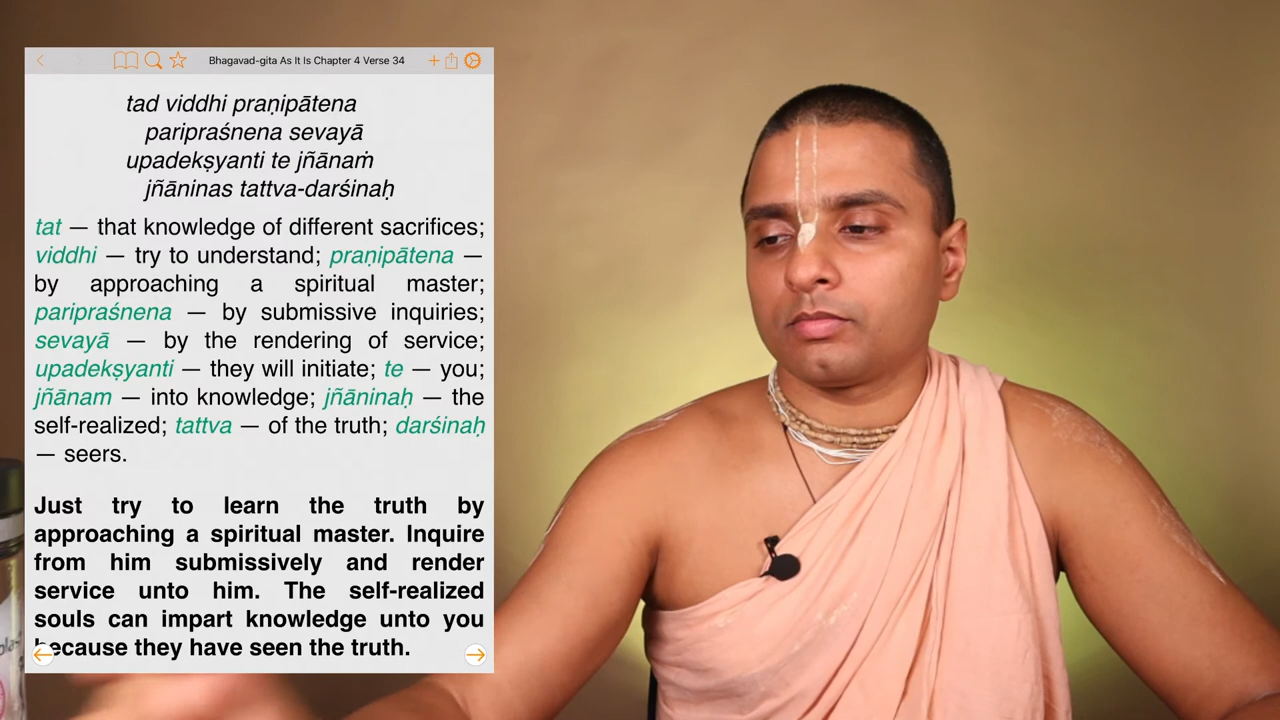 Bhagavad-gita As It Is Chapter 4 Verse 34
tad viddhi praṇipātena
paripraśnena sevayā
upadekṣyanti te jñānaṁ
jñāninas tattva-darśinaḥ
tat — that knowledge of different sacrifices;
viddhi — try to understand; praṇipātena —
by approaching a spiritual master;
paripraśnena — by submissive inquiries;
sevayā — by the rendering of service;
upadekṣyanti — they will initiate; te — you;
jñānam — into knowledge; jñāninaḥ — the
self-realized; tattva — of the truth; darśinaḥ
— seers.
Just try to learn the truth by
approaching a spiritual master. Inquire
from him submissively and render
service unto him. The self-realized
souls can impart knowledge unto you
because they have seen the truth.